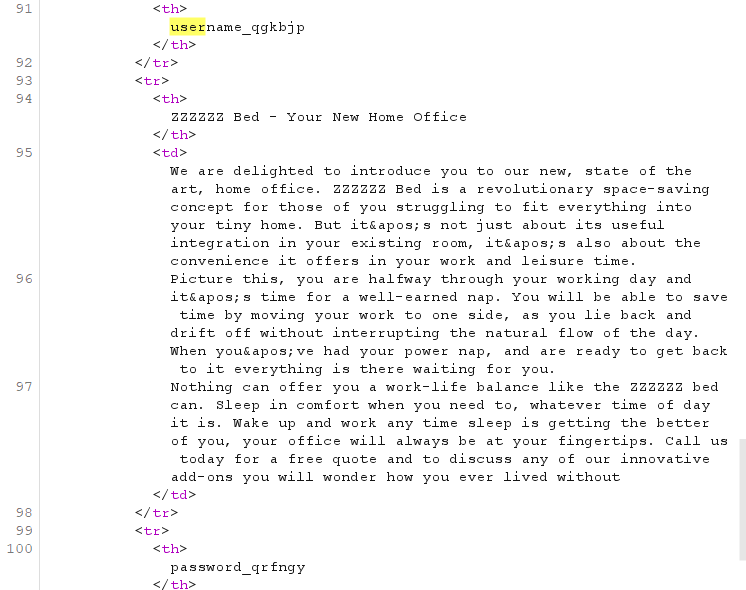 91 <th>
username_qgkbjp
</th>
92 </tr>
93 <tr>
94 <th>
ZZZZZZ Bed - Your New Home Office
</th>
95 <td>
We are delighted to introduce you to our new, state of the
art, home office. ZZZZZZ Bed is a revolutionary space-saving
concept for those of you struggling to fit everything into
your tiny home. But it&apos;s not just about its useful
integration in your existing room, it&apos;s also about the
convenience it offers in your work and leisure time.
96 Picture this, you are halfway through your working day and
it&apos;s time for a well-earned nap. You will be able to save
time by moving your work to one side, as you lie back and
drift off without interrupting the natural flow of the day.
When you&apos;ve had your power nap, and are ready to get back
to it everything is there waiting for you.
97 Nothing can offer you a work-life balance like the ZZZZZZ bed
can. Sleep in comfort when you need to, whatever time of day
it is. Wake up and work any time sleep is getting the better
of you, your office will always be at your fingertips. Call us
today for a free quote and to discuss any of our innovative
add-ons you will wonder how you ever lived without
</td>
98 </tr>
99 <tr>
100 <th>
password_qrfngy
</th>